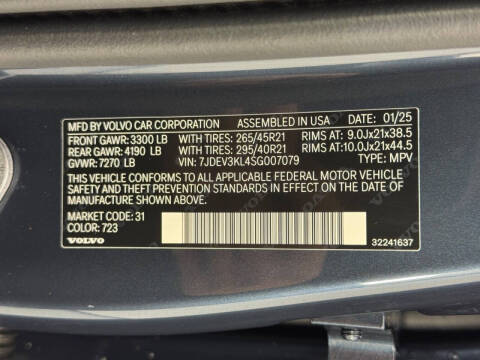 MFD BY VOLVO CAR CORPORATION ASSEMBLED IN USA DATE: 01/25
FRONT GAWR: 3300 LB WITH TIRES: 265/45R21 RIMS AT: 9.0Jx21x38.5
REAR GAWR: 4190 LB WITH TIRES: 295/40R21 RIMS AT:10.0Jx21x44.5
GVWR: 7270 LB VIN: 7JDEV3KL4SG007079 TYPE: MPV
THIS VEHICLE CONFORMS TO ALL APPLICABLE FEDERAL MOTOR VEHICLE
SAFETY AND THEFT PREVENTION STANDARDS IN EFFECT ON THE DATE OF
MANUFACTURE SHOWN ABOVE.
MARKET CODE: 31
COLOR: 723
VOLVO 32241637